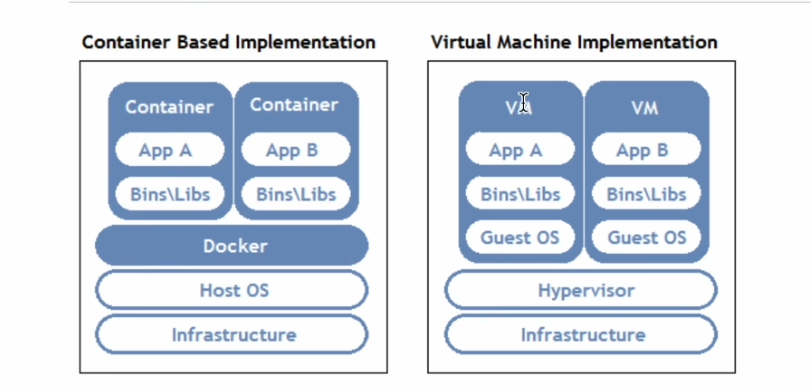 Container Based Implementation
Container Container
App A App B
Bins\Libs Bins\Libs
Docker
Host OS
Infrastructure
Virtual Machine Implementation
VM VM
App A App B
Bins\Libs Bins\Libs
Guest OS Guest OS
Hypervisor
Infrastructure